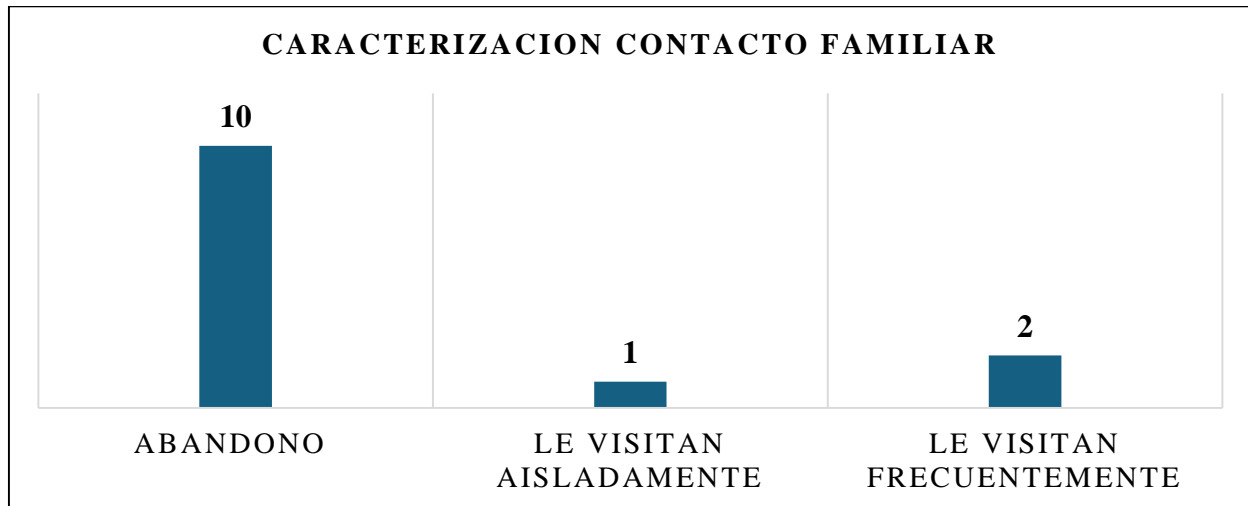 CARACTERIZACION CONTACTO FAMILIAR
10
1
2
ABANDONO
LE VISITAN
AISLADAMENTE
LE VISITAN
FRECUENTEMENTE